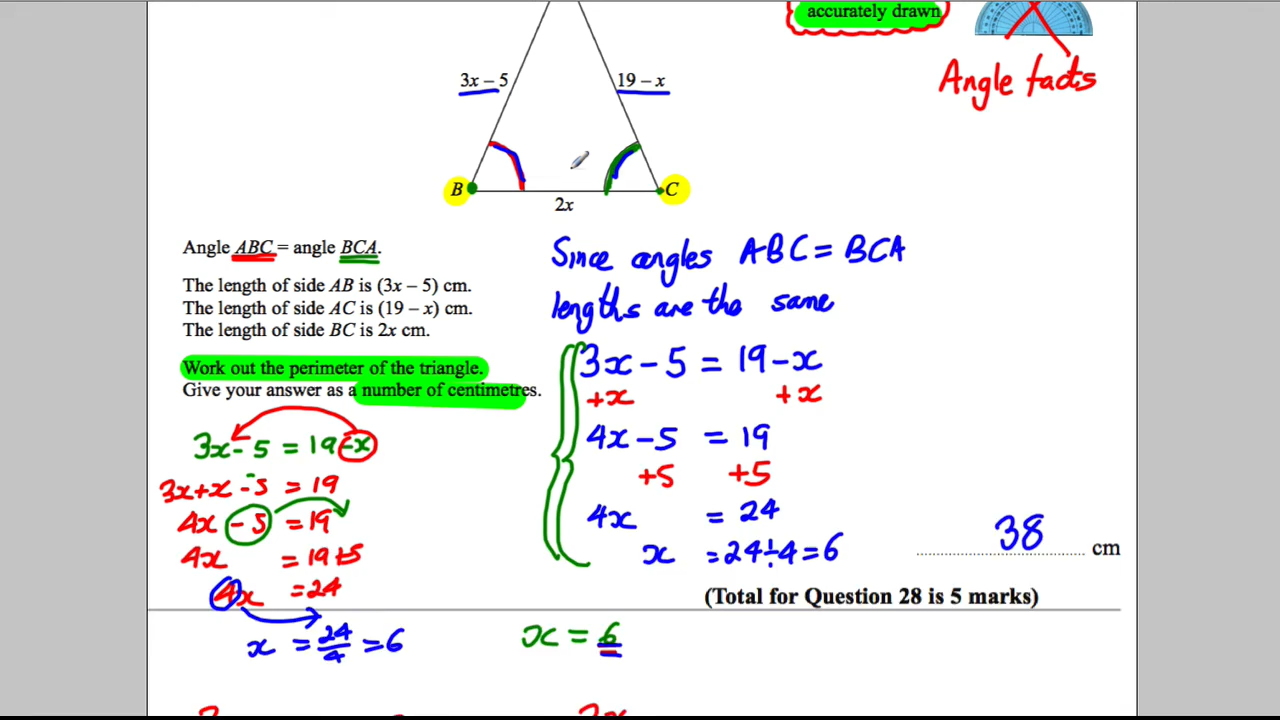 accurately drawn
Angle facts
3x – 5
19 – x
B
C
2x
Angle ABC = angle BCA.
The length of side AB is (3x – 5) cm.
The length of side AC is (19 – x) cm.
The length of side BC is 2x cm.
Work out the perimeter of the triangle.
Give your answer as a number of centimetres.
3x - 5 = 19 - x
3x + x - 5 = 19
4x - 5 = 19
4x = 19 + 5
4x = 24
x = 24/4 = 6
Since angles ABC = BCA
lengths are the same
3x - 5 = 19 - x
+x +x
4x - 5 = 19
+5 +5
4x = 24
x = 24 ÷ 4 = 6
38 cm
(Total for Question 28 is 5 marks)
x = 6